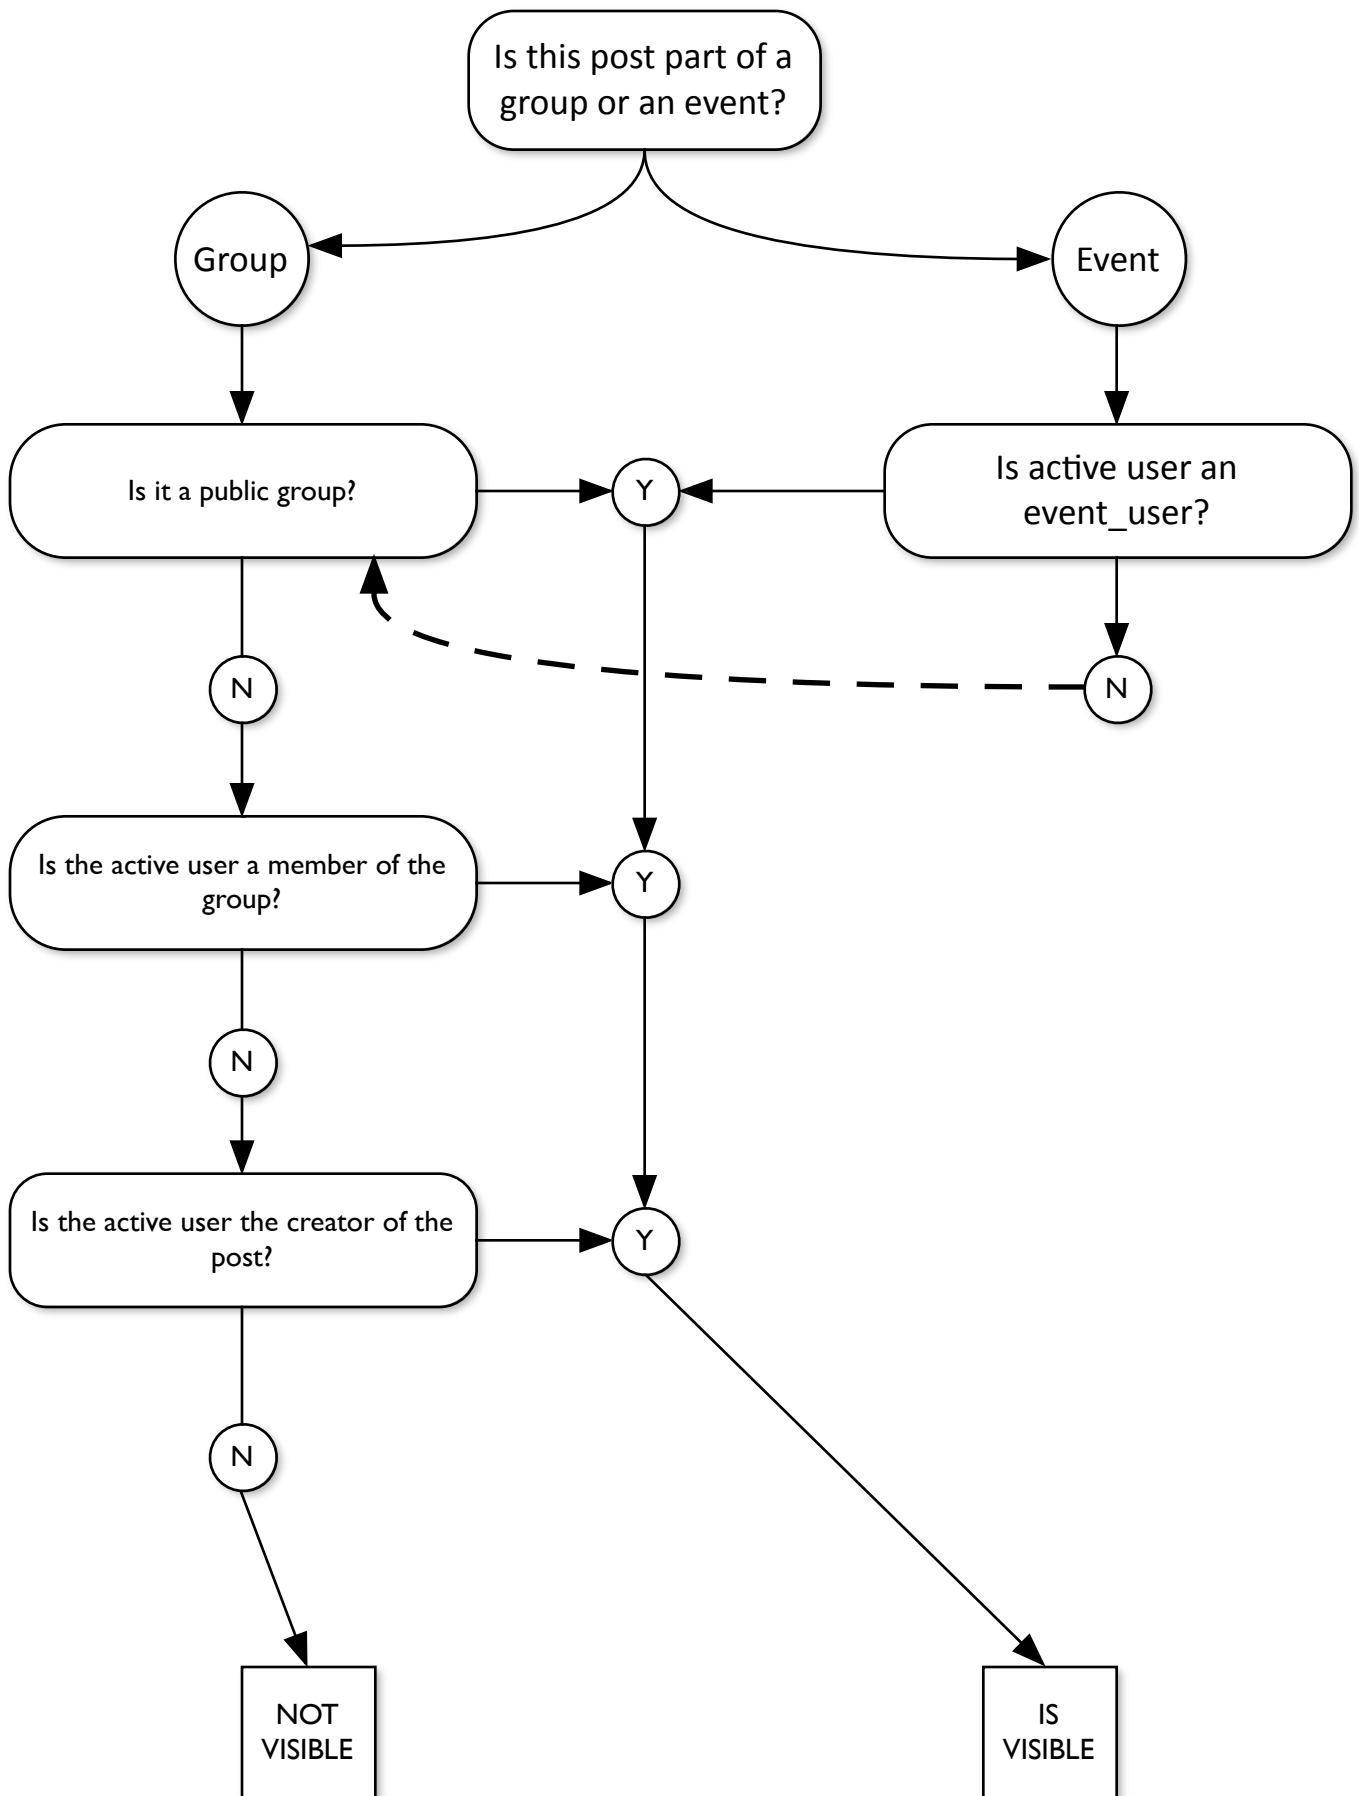 Is this post part of a
group or an event?
Group
Event
Is it a public group?
Y
Is active user an
event_user?
N
N
Is the active user a member of the
group?
Y
N
Is the active user the creator of the
post?
Y
N
NOT
VISIBLE
IS
VISIBLE